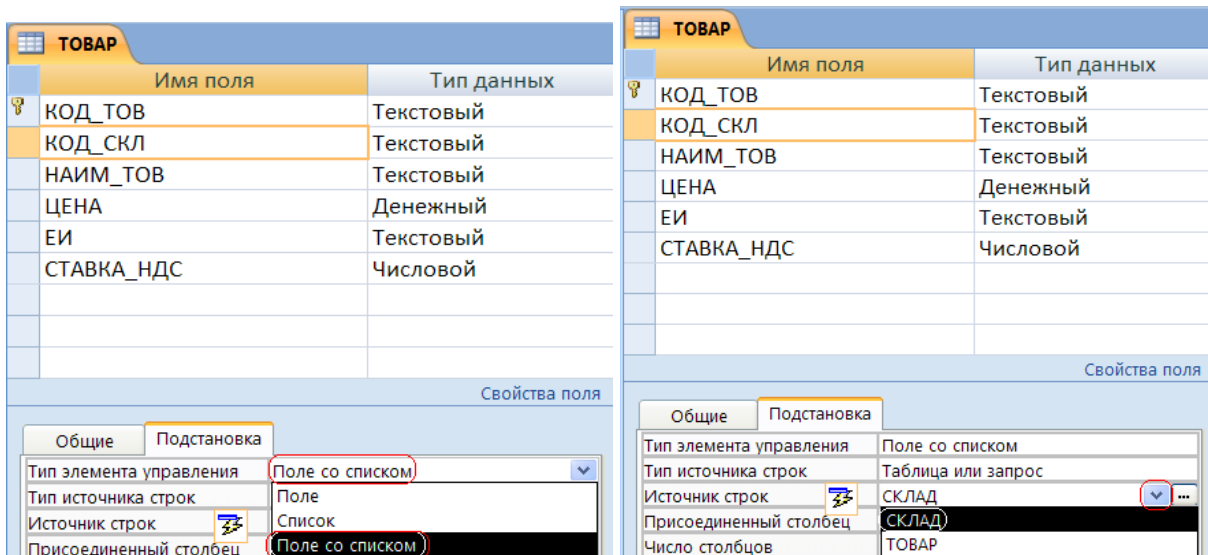 ТОВАР
Имя поля Тип данных
КОД_ТОВ Текстовый
КОД_СКЛ Текстовый
НАИМ_ТОВ Текстовый
ЦЕНА Денежный
ЕИ Текстовый
СТАВКА_НДС Числовой
Свойства поля
Общие Подстановка
Тип элемента управления Поле со списком
Тип источника строк Поле
Источник строк Список
Присоединенный столбец Поле со списком
ТОВАР
Имя поля Тип данных
КОД_ТОВ Текстовый
КОД_СКЛ Текстовый
НАИМ_ТОВ Текстовый
ЦЕНА Денежный
ЕИ Текстовый
СТАВКА_НДС Числовой
Свойства поля
Общие Подстановка
Тип элемента управления Поле со списком
Тип источника строк Таблица или запрос
Источник строк СКЛАД
Присоединенный столбец СКЛАД
Число столбцов ТОВАР